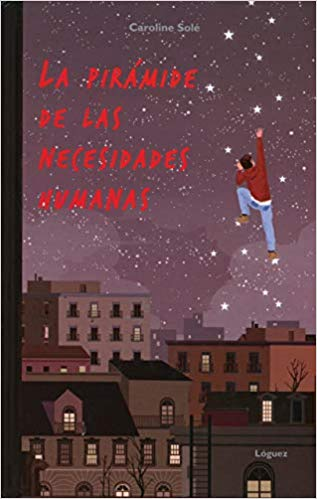 Caroline Solé
LA PIRÁMIDE
DE LAS
NECESIDADES
HUMANAS
Lóguez